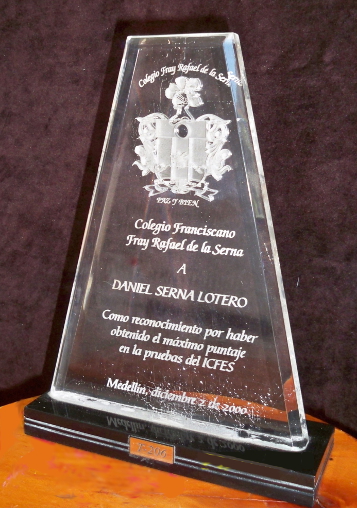 Colegio Fray Rafael de la Serna
PAZ Y BIEN
Colegio Franciscano
Fray Rafael de la Serna
A
DANIEL SERNA LOTERO
Como reconocimiento por haber
obtenido el máximo puntaje
en la pruebas del ICFES
Medellín, diciembre 2 de 2000